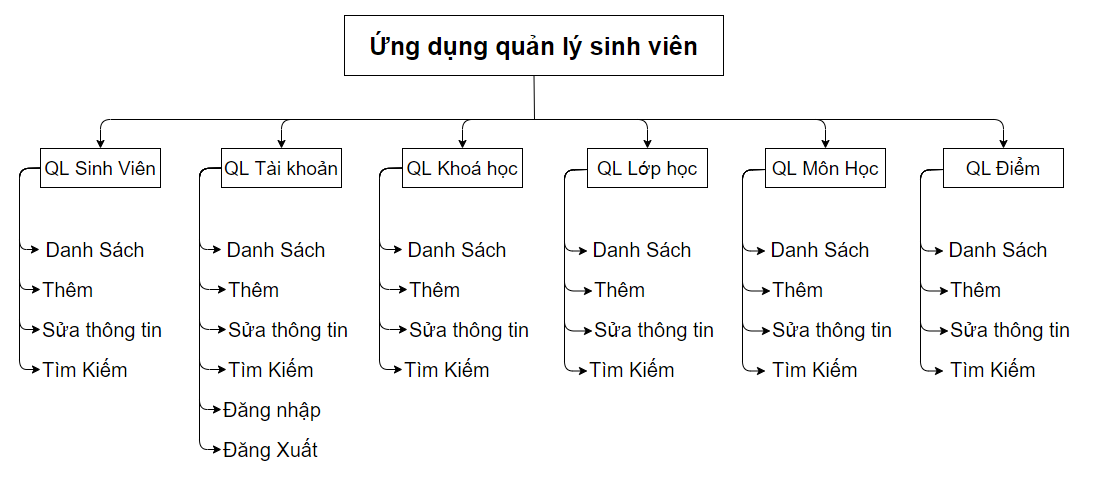 Ứng dụng quản lý sinh viên
QL Sinh Viên
Danh Sách
Thêm
Sửa thông tin
Tìm Kiếm
QL Tài khoản
Danh Sách
Thêm
Sửa thông tin
Tìm Kiếm
Đăng nhập
Đăng Xuất
QL Khoá học
Danh Sách
Thêm
Sửa thông tin
Tìm Kiếm
QL Lớp học
Danh Sách
Thêm
Sửa thông tin
Tìm Kiếm
QL Môn Học
Danh Sách
Thêm
Sửa thông tin
Tìm Kiếm
QL Điểm
Danh Sách
Thêm
Sửa thông tin
Tìm Kiếm